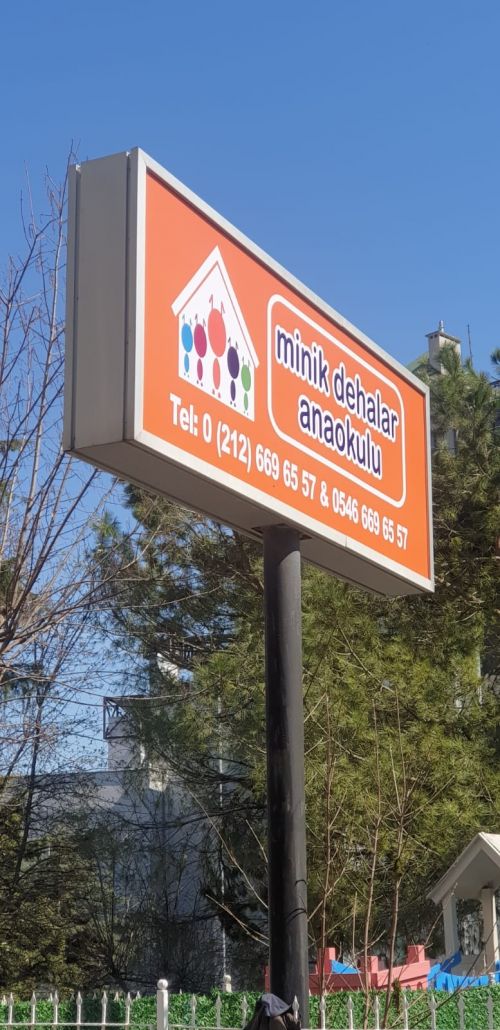 minik dehalar
anaokulu
Tel: 0 (212) 669 65 57 & 0546 669 65 57